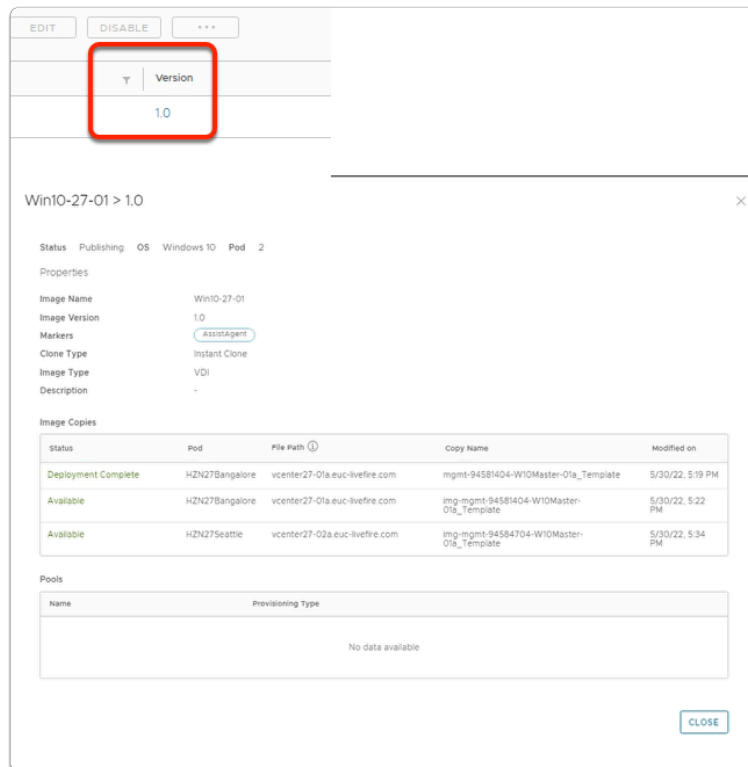 EDIT DISABLE •••
Version
1.0
Win10-27-01 > 1.0
Status Publishing OS Windows 10 Pod 2
Properties
Image Name Win10-27-01
Image Version 1.0
Markers AssistAgent
Clone Type Instant Clone
Image Type VDI
Description -
Image Copies
Status Pod File Path Copy Name Modified on
Deployment Complete HZN27Bangalore vcenter27-01a.euc-livefire.com mgmt-94581404-W10Master-01a_Template 5/30/22, 5:19 PM
Available HZN27Bangalore vcenter27-01a.euc-livefire.com img-mgmt-94581404-W10Master- 5/30/22, 5:22
01a_Template PM
Available HZN27Seattle vcenter27-02a.euc-livefire.com img-mgmt-94584704-W10Master- 5/30/22, 5:34
01a_Template PM
Pools
Name Provisioning Type
No data available
CLOSE